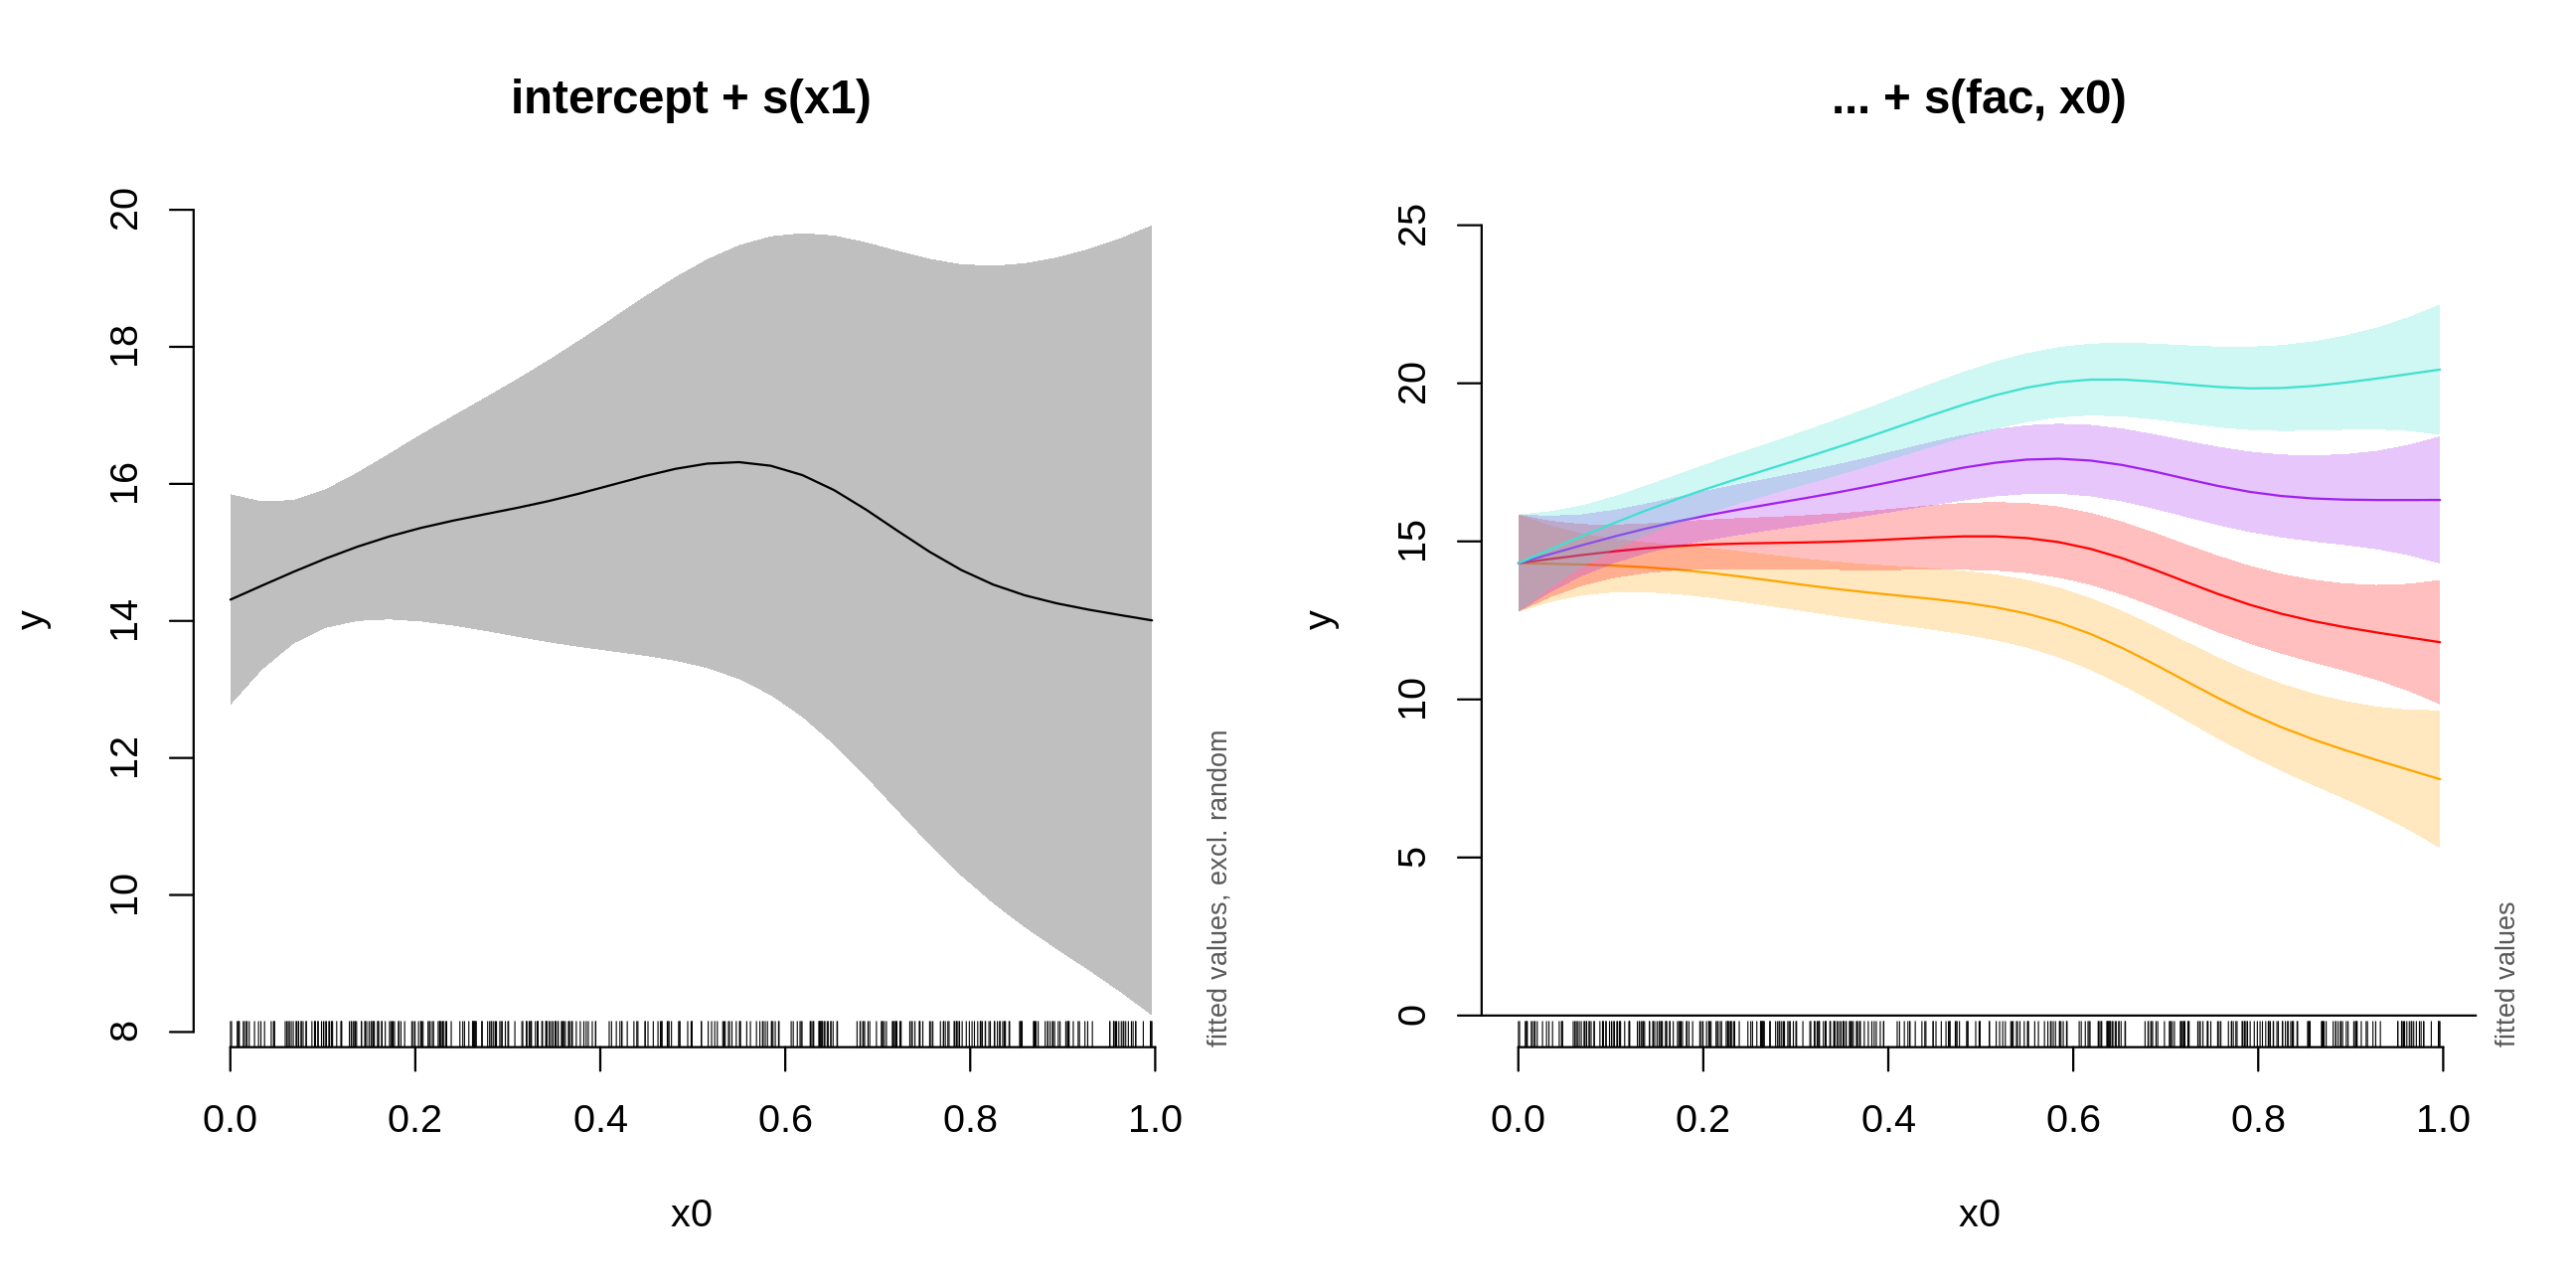 intercept + s(x1)
y
20
18
16
14
12
10
8
0.0 0.2 0.4 0.6 0.8 1.0
x0
fitted values, excl. random
... + s(fac, x0)
y
25
20
15
10
5
0
0.0 0.2 0.4 0.6 0.8 1.0
x0
fitted values